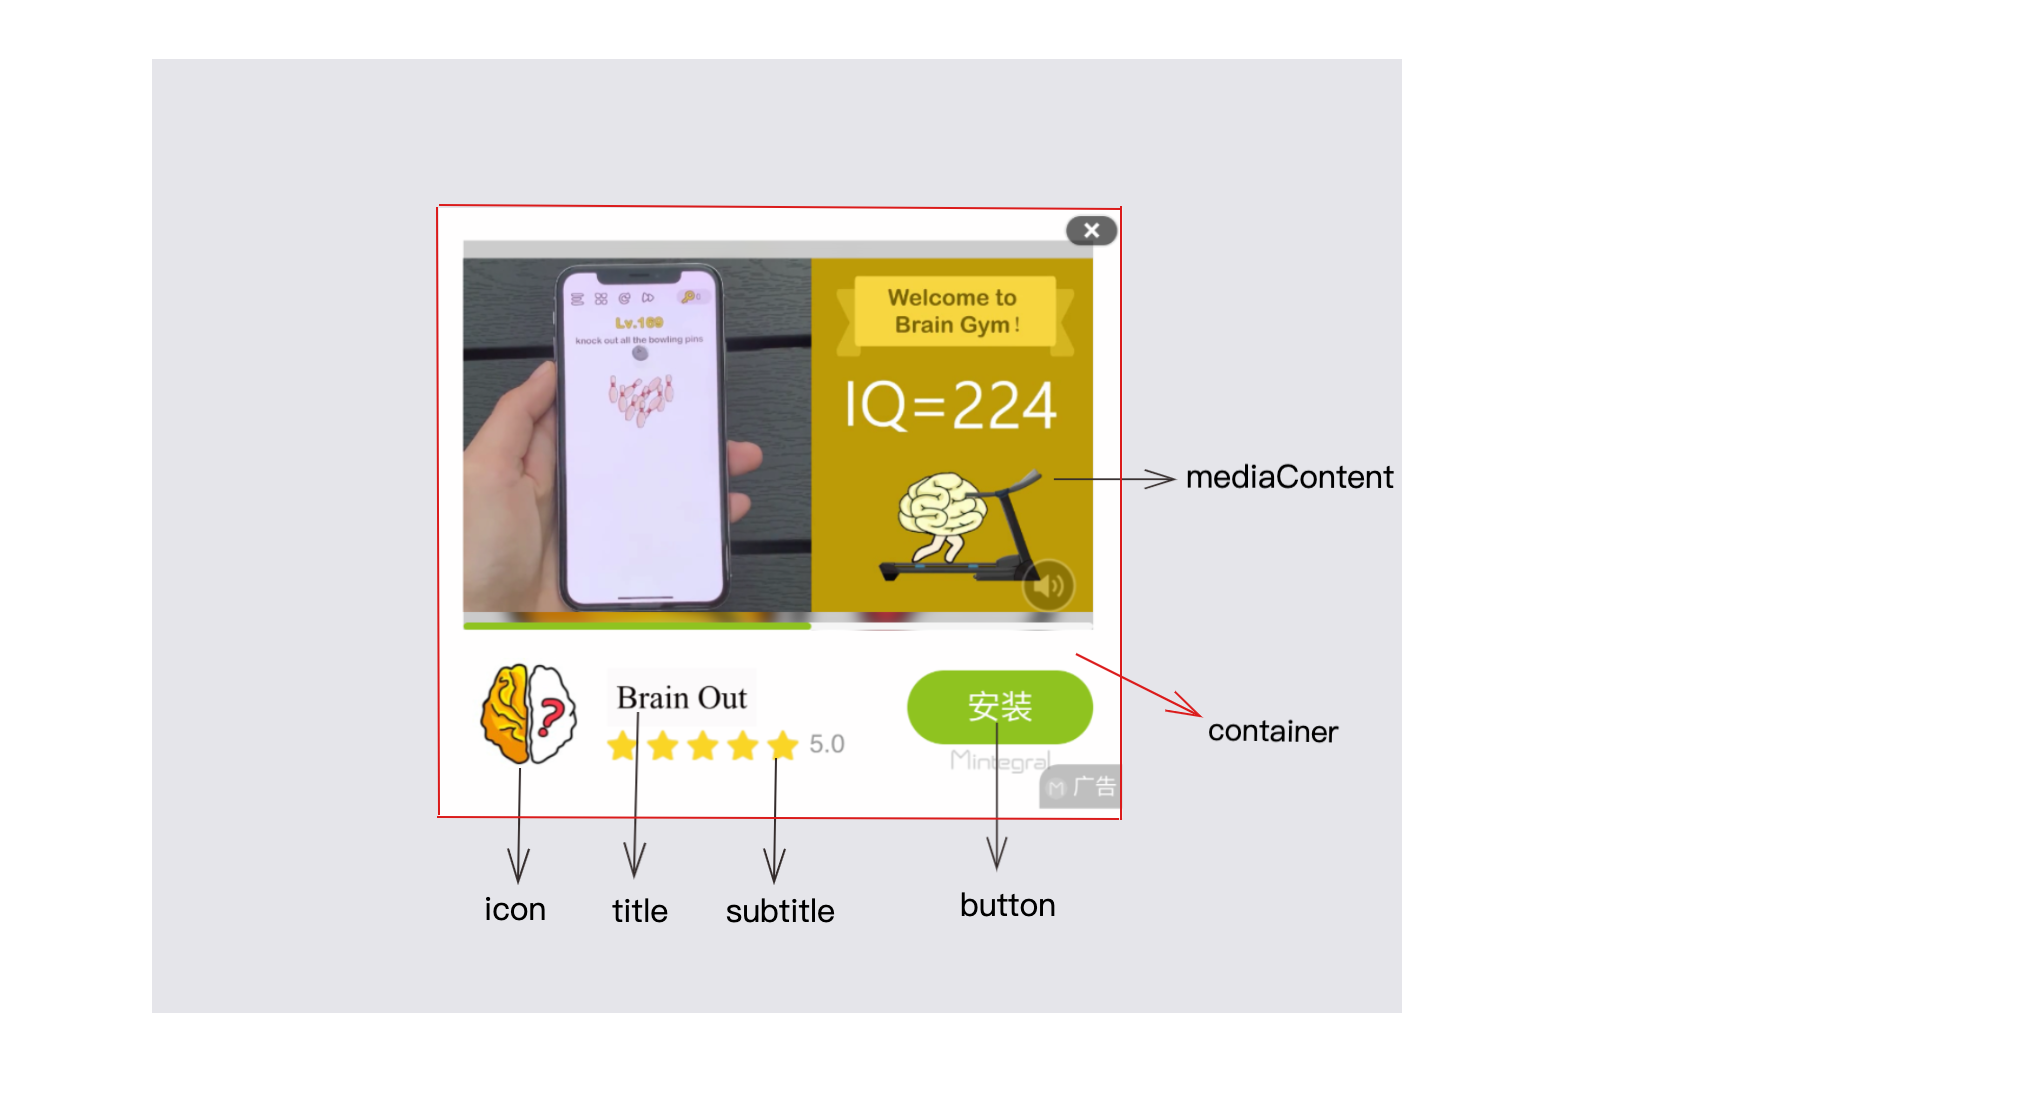 Lv.169
knock out all the bowling pins
0
Welcome to
Brain Gym !
IQ=224
mediaContent
Brain Out
5.0
安装
Mintegral
M 广告
container
icon
title
subtitle
button